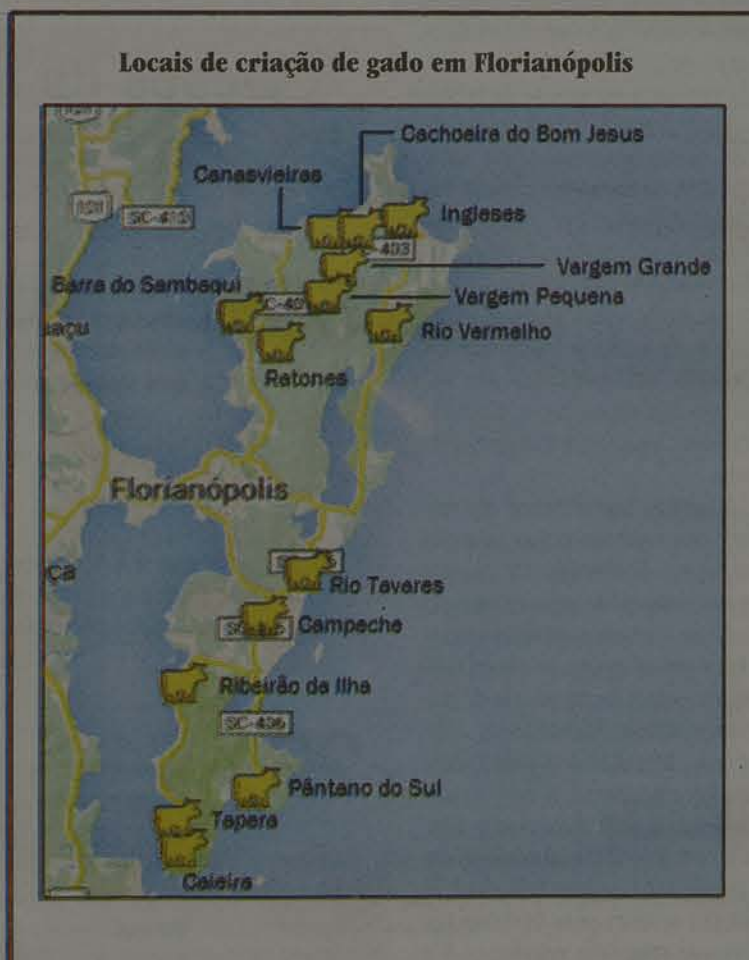 Locais de criação de gado em Florianópolis
Cachoeira do Bom Jesus
Canasvieiras
SC-415
Ingleses
403
Vargem Grande
Barra do Sambaqui
Vargem Pequena
Rio Vermelho
Ratones
Florianópolis
Rio Tavares
Campeche
Ribeirão da Ilha
SC-406
Pântano do Sul
Tapera
Caieira